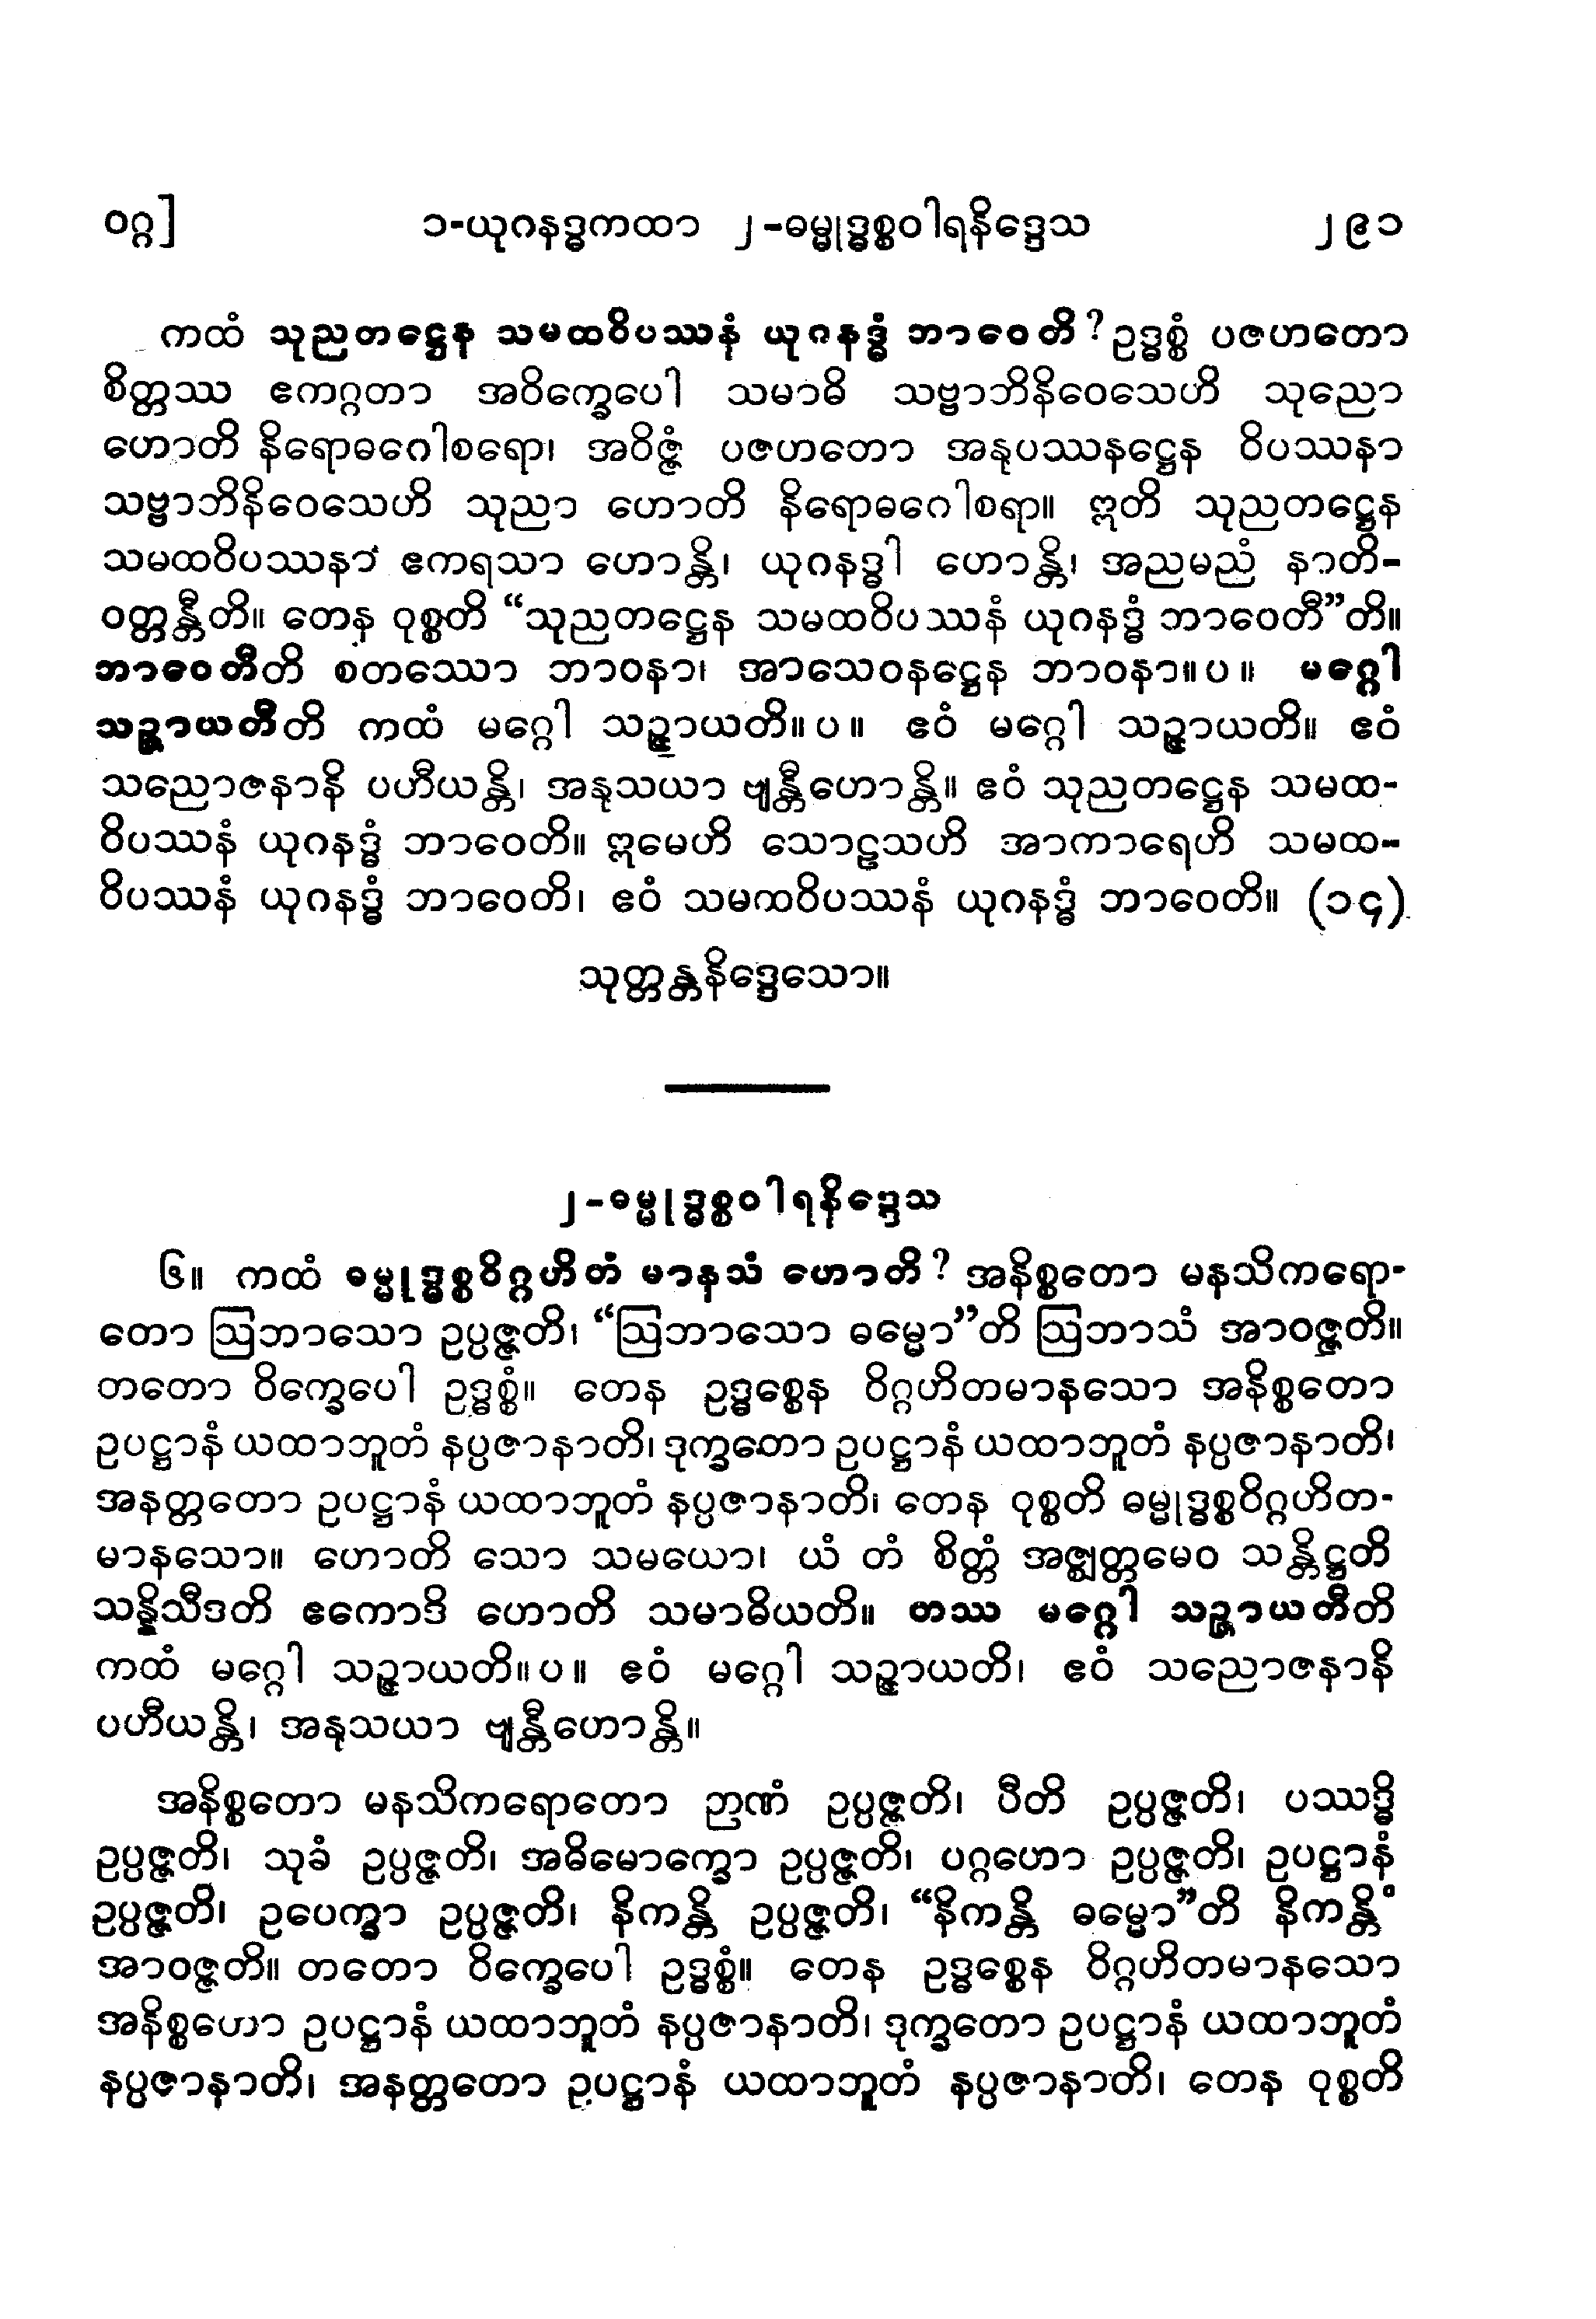 ဝဂ္ဂ] ၁-ယုဂနဒ္ဓကထာ ၂-ဓမ္မုဒ္ဓစ္စဝါရနိဒ္ဒေသ ၂၉၁
ကထံ သုညတဋ္ဌေန သမထဝိပဿနံ ယုဂနဒ္ဓံ ဘာဝေတိ? ဥဒ္ဓစ္စံ ပဇဟတော
စိတ္တဿ ဧကဂ္ဂတာ အဝိက္ခေပေါ သမာဓိ သဗ္ဗာဘိနိဝေသေဟိ သုညော
ဟောတိ နိရောဓဂေါစရော၊ အဝိဇ္ဇံ ပဇဟတော အနုပဿနဋ္ဌေန ဝိပဿနာ
သဗ္ဗာဘိနိဝေသေဟိ သုညာ ဟောတိ နိရောဓဂေါစရာ။ ဣတိ သုညတဋ္ဌေန
သမထဝိပဿနာ ဧကရသာ ဟောန္တိ၊ ယုဂနဒ္ဓါ ဟောန္တိ၊ အညမညံ နာတိ-
ဝတ္တန္တီတိ။ တေန ဝုစ္စတိ “သုညတဋ္ဌေန သမထဝိပဿနံ ယုဂနဒ္ဓံ ဘာဝေတီ”တိ။
ဘာဝေတီတိ စတဿော ဘာဝနာ၊ အာသေဝနဋ္ဌေန ဘာဝနာ။ပ။ မဂ္ဂေါ
သဉ္ဇာယတီတိ ကထံ မဂ္ဂေါ သဉ္ဇာယတိ။ပ။ ဧဝံ မဂ္ဂေါ သဉ္ဇာယတိ။ ဧဝံ
သညောဇနာနိ ပဟီယန္တိ၊ အနုသယာ ဗျန္တီဟောန္တိ။ ဧဝံ သုညတဋ္ဌေန သမထ-
ဝိပဿနံ ယုဂနဒ္ဓံ ဘာဝေတိ။ ဣမေဟိ သောဠသဟိ အာကာရေဟိ သမထ-
ဝိပဿနံ ယုဂနဒ္ဓံ ဘာဝေတိ၊ ဧဝံ သမထဝိပဿနံ ယုဂနဒ္ဓံ ဘာဝေတိ။ (၁၄)
သုတ္တန္တနိဒ္ဒေသော။
၂-ဓမ္မုဒ္ဓစ္စဝါရနိဒ္ဒေသ
၆။ ကထံ ဓမ္မုဒ္ဓစ္စဝိဂ္ဂဟိတံ မာနသံ ဟောတိ? အနိစ္စတော မနသိကရော-
တော ဩဘာသော ဥပ္ပဇ္ဇတိ၊ “ဩဘာသော ဓမ္မော”တိ ဩဘာသံ အာဝဇ္ဇတိ။
တတော ဝိက္ခေပေါ ဥဒ္ဓစ္စံ။ တေန ဥဒ္ဓစ္စေန ဝိဂ္ဂဟိတမာနသော အနိစ္စတော
ဥပဋ္ဌာနံ ယထာဘူတံ နပ္ပဇာနာတိ၊ ဒုက္ခတော ဥပဋ္ဌာနံ ယထာဘူတံ နပ္ပဇာနာတိ၊
အနတ္တတော ဥပဋ္ဌာနံ ယထာဘူတံ နပ္ပဇာနာတိ၊ တေန ဝုစ္စတိ ဓမ္မုဒ္ဓစ္စဝိဂ္ဂဟိတ-
မာနသော။ ဟောတိ သော သမယော၊ ယံ တံ စိတ္တံ အဇ္ဈတ္တမေဝ သန္တိဋ္ဌတိ
သန္နိသီဒတိ ဧကောဒိ ဟောတိ သမာဓိယတိ။ တဿ မဂ္ဂေါ သဉ္ဇာယတီတိ
ကထံ မဂ္ဂေါ သဉ္ဇာယတိ။ပ။ ဧဝံ မဂ္ဂေါ သဉ္ဇာယတိ၊ ဧဝံ သညောဇနာနိ
ပဟီယန္တိ၊ အနုသယာ ဗျန္တီဟောန္တိ။
အနိစ္စတော မနသိကရောတော ဉာဏံ ဥပ္ပဇ္ဇတိ၊ ပီတိ ဥပ္ပဇ္ဇတိ၊ ပဿဒ္ဓိ
ဥပ္ပဇ္ဇတိ၊ သုခံ ဥပ္ပဇ္ဇတိ၊ အဓိမောက္ခော ဥပ္ပဇ္ဇတိ၊ ပဂ္ဂဟော ဥပ္ပဇ္ဇတိ၊ ဥပဋ္ဌာနံ
ဥပ္ပဇ္ဇတိ၊ ဥပေက္ခာ ဥပ္ပဇ္ဇတိ၊ နိကန္တိ ဥပ္ပဇ္ဇတိ၊ “နိကန္တိ ဓမ္မော”တိ နိကန္တိံ
အာဝဇ္ဇတိ။ တတော ဝိက္ခေပေါ ဥဒ္ဓစ္စံ။ တေန ဥဒ္ဓစ္စေန ဝိဂ္ဂဟိတမာနသော
အနိစ္စတော ဥပဋ္ဌာနံ ယထာဘူတံ နပ္ပဇာနာတိ၊ ဒုက္ခတော ဥပဋ္ဌာနံ ယထာဘူတံ
နပ္ပဇာနာတိ၊ အနတ္တတော ဥပဋ္ဌာနံ ယထာဘူတံ နပ္ပဇာနာတိ၊ တေန ဝုစ္စတိ